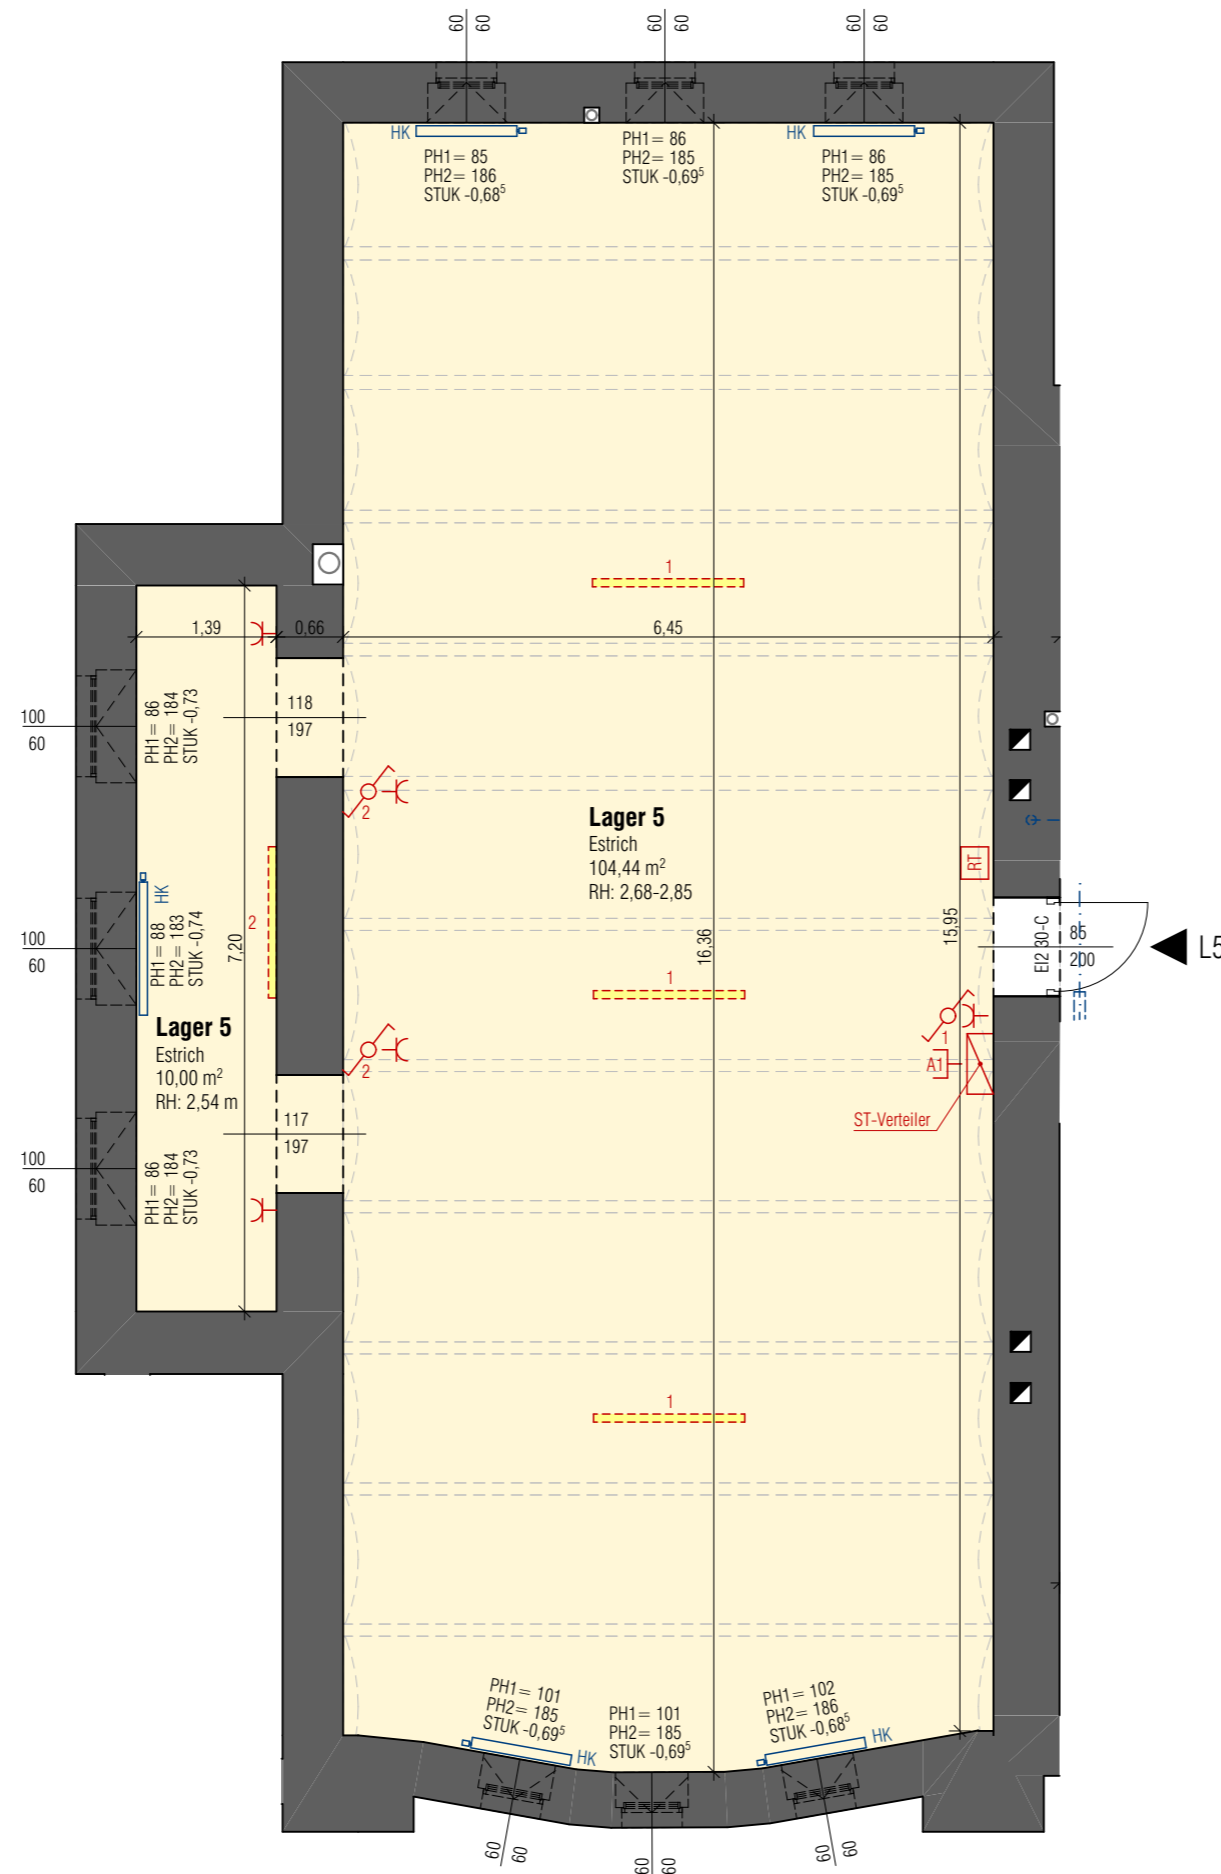 60 60
60 60
60 60
HK
HK
PH1= 85
PH2= 186
STUK -0,68⁵
PH1= 86
PH2= 185
STUK -0,69⁵
PH1= 86
PH2= 185
STUK -0,69⁵
1
1,39
0,66
6,45
100
60
PH1= 86
PH2= 184
STUK -0,73
118
197
2
Lager 5
Estrich
104,44 m²
RH: 2,68-2,85
RT
HK
100
60
PH1= 88
PH2= 183
STUK -0,74
2
7,20
16,36
15,95
EI2 30-C
85
200
L5
1
Lager 5
Estrich
10,00 m²
RH: 2,54 m
2
1
A1
ST-Verteiler
117
197
100
60
PH1= 86
PH2= 184
STUK -0,73
1
PH1= 101
PH2= 185
STUK -0,69⁵
HK
PH1= 101
PH2= 185
STUK -0,69⁵
PH1= 102
PH2= 186
STUK -0,68⁵
HK
60 60
60 60
60 60